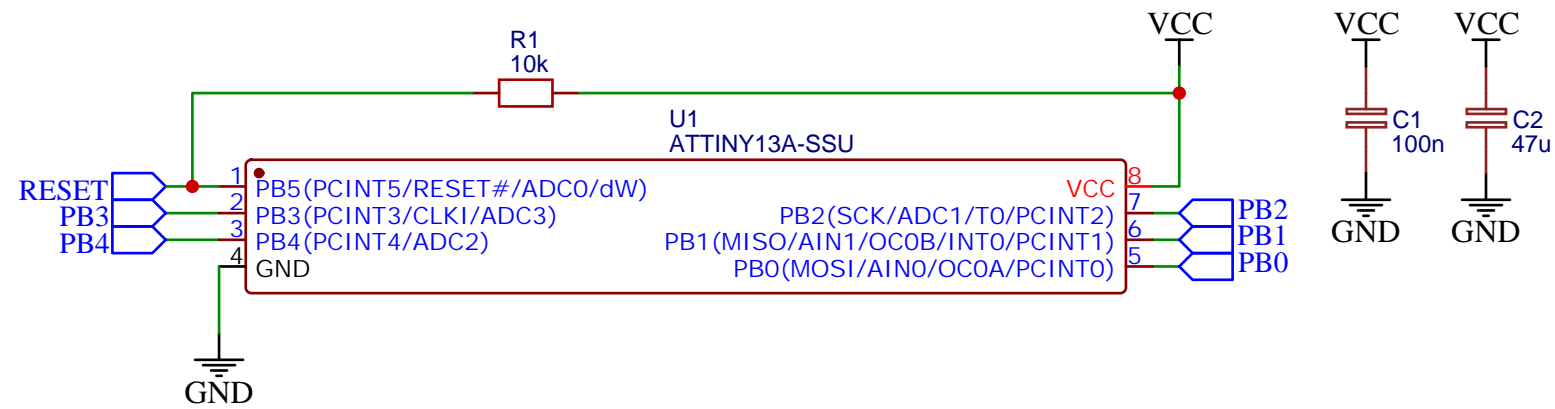 VCC
VCC
VCC
R1
10k
U1
ATTINY13A-SSU
C1
100n
C2
47u
RESET
PB3
PB4
1
2
3
4
PB5(PCINT5/RESET#/ADC0/dW)
PB3(PCINT3/CLKI/ADC3)
PB4(PCINT4/ADC2)
GND
VCC
PB2(SCK/ADC1/T0/PCINT2)
PB1(MISO/AIN1/OC0B/INT0/PCINT1)
PB0(MOSI/AIN0/OC0A/PCINT0)
8
7
6
5
PB2
PB1
PB0
GND
GND
GND